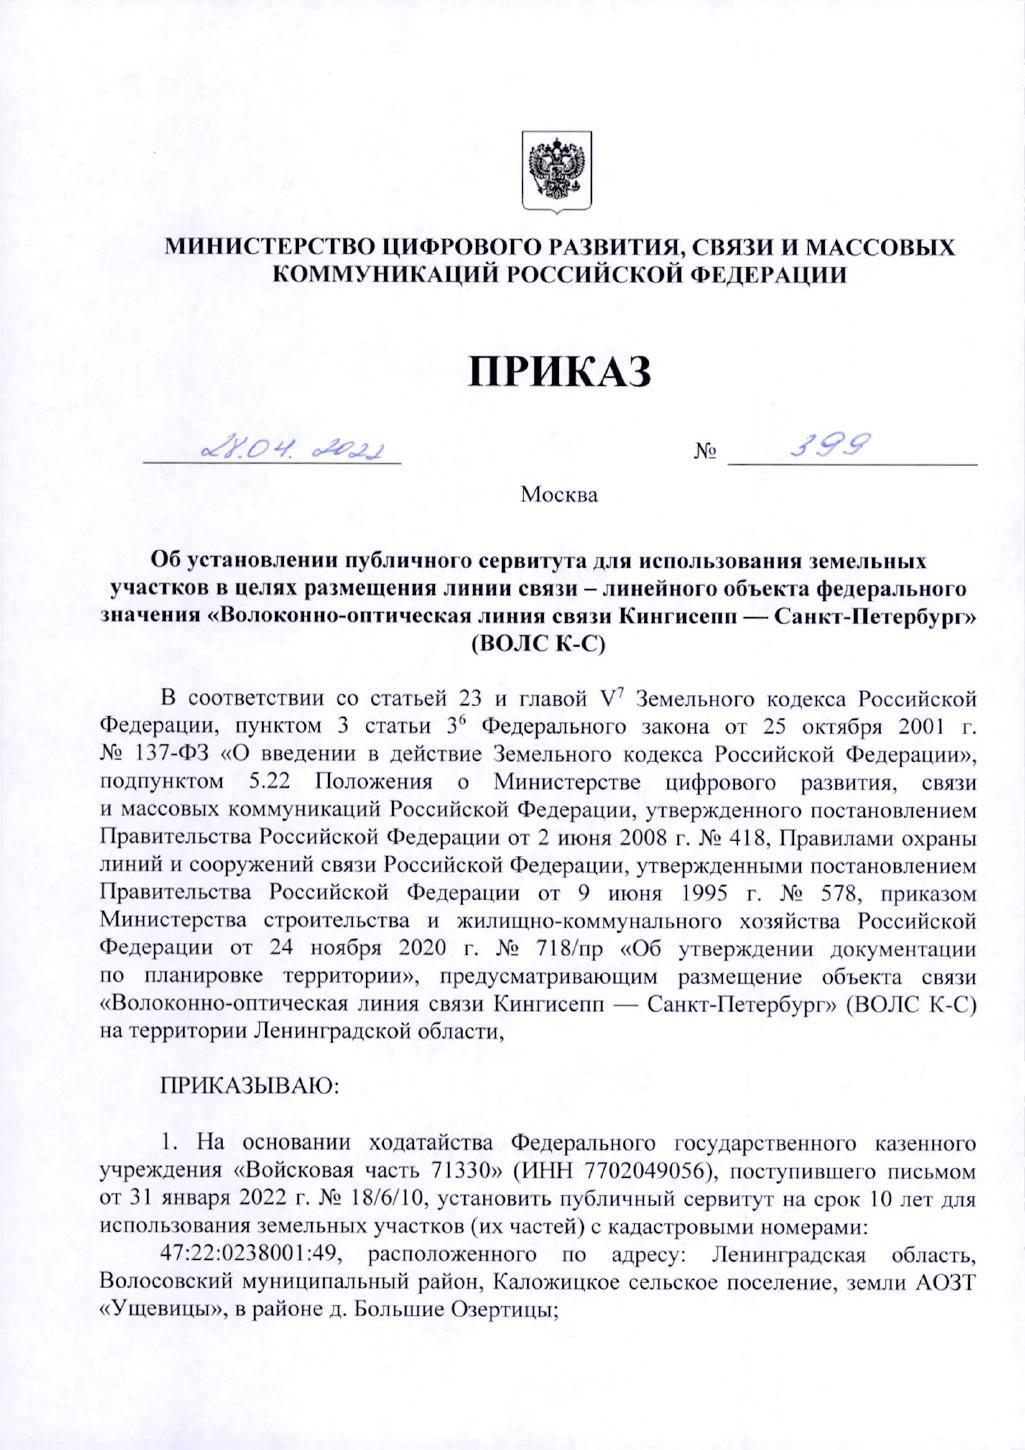 МИНИСТЕРСТВО ЦИФРОВОГО РАЗВИТИЯ, СВЯЗИ И МАССОВЫХ
КОММУНИКАЦИЙ РОССИЙСКОЙ ФЕДЕРАЦИИ
ПРИКАЗ
28.04. 2022 № 399
Москва
Об установлении публичного сервитута для использования земельных
участков в целях размещения линии связи – линейного объекта федерального
значения «Волоконно-оптическая линия связи Кингисепп — Санкт-Петербург»
(ВОЛС К-С)
В соответствии со статьей 23 и главой V⁷ Земельного кодекса Российской
Федерации, пунктом 3 статьи 3⁶ Федерального закона от 25 октября 2001 г.
№ 137-ФЗ «О введении в действие Земельного кодекса Российской Федерации»,
подпунктом 5.22 Положения о Министерстве цифрового развития, связи
и массовых коммуникаций Российской Федерации, утвержденного постановлением
Правительства Российской Федерации от 2 июня 2008 г. № 418, Правилами охраны
линий и сооружений связи Российской Федерации, утвержденными постановлением
Правительства Российской Федерации от 9 июня 1995 г. № 578, приказом
Министерства строительства и жилищно-коммунального хозяйства Российской
Федерации от 24 ноября 2020 г. № 718/пр «Об утверждении документации
по планировке территории», предусматривающим размещение объекта связи
«Волоконно-оптическая линия связи Кингисепп — Санкт-Петербург» (ВОЛС К-С)
на территории Ленинградской области,
ПРИКАЗЫВАЮ:
1. На основании ходатайства Федерального государственного казенного
учреждения «Войсковая часть 71330» (ИНН 7702049056), поступившего письмом
от 31 января 2022 г. № 18/6/10, установить публичный сервитут на срок 10 лет для
использования земельных участков (их частей) с кадастровыми номерами:
47:22:0238001:49, расположенного по адресу: Ленинградская область,
Волосовский муниципальный район, Каложицкое сельское поселение, земли АОЗТ
«Ущевицы», в районе д. Большие Озертицы;